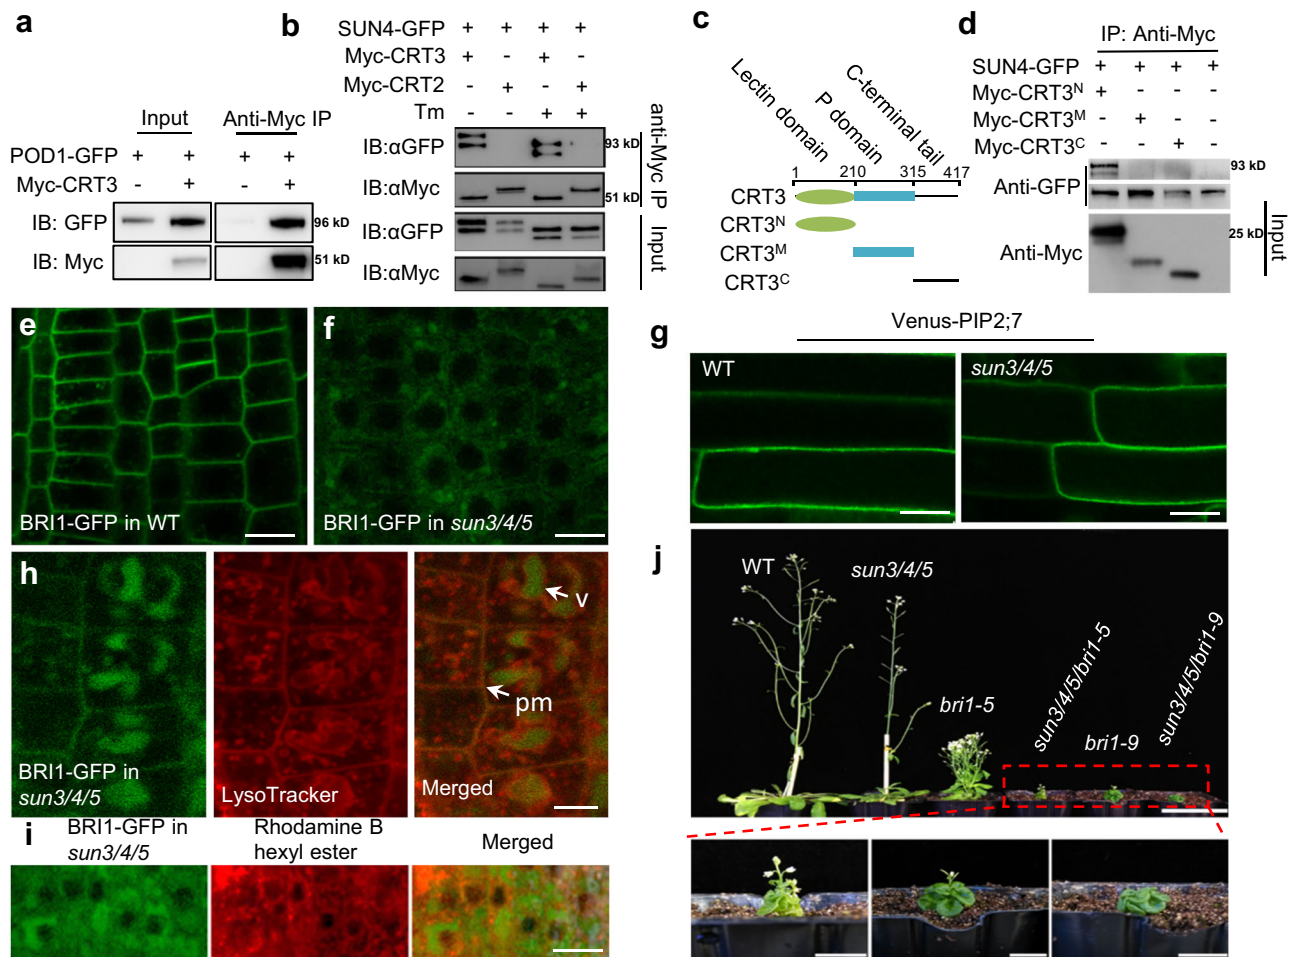 a
Input
Anti-Myc IP
POD1-GFP + + + +
Myc-CRT3 - + - +
IB: GFP
96 kD
IB: Myc
51 kD
b
SUN4-GFP + + + +
Myc-CRT3 + - + -
Myc-CRT2 - + - +
Tm - - + +
IB:αGFP
93 kD
IB:αMyc
51 kD
IB:αGFP
IB:αMyc
anti-Myc IP
Input
c
Lectin domain
P domain
C-terminal tail
1 210 315 417
CRT3
CRT3N
CRT3M
CRT3C
d
IP: Anti-Myc
SUN4-GFP + + + +
Myc-CRT3N + - - -
Myc-CRT3M - + - -
Myc-CRT3C - - + -
Anti-GFP
93 kD
Anti-Myc
25 kD
Input
e
BRI1-GFP in WT
f
BRI1-GFP in sun3/4/5
g
Venus-PIP2;7
WT
sun3/4/5
h
BRI1-GFP in
sun3/4/5
LysoTracker
Merged
v
pm
i
BRI1-GFP in
sun3/4/5
Rhodamine B
hexyl ester
Merged
j
WT
sun3/4/5
bri1-5
sun3/4/5/bri1-5
bri1-9
sun3/4/5/bri1-9